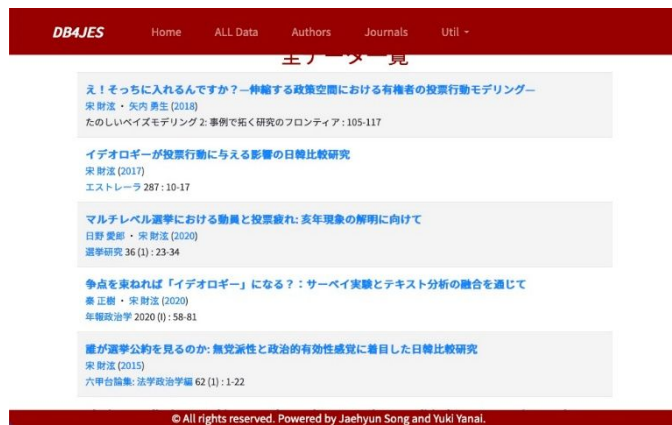 DB4JES Home ALL Data Authors Journals Util
全データ一覧
え！そっちに入れるんですか？―伸縮する政策空間における有権者の投票行動モデリング―
宋 財泫 ・ 矢内 勇生 (2018)
たのしいベイズモデリング 2: 事例で拓く研究のフロンティア : 105-117
イデオロギーが投票行動に与える影響の日韓比較研究
宋 財泫 (2017)
エストレーラ 287 : 10-17
マルチレベル選挙における動員と投票疲れ: 亥年現象の解明に向けて
日野 愛郎 ・ 宋 財泫 (2020)
選挙研究 36 (1) : 23-34
争点を束ねれば「イデオロギー」になる？：サーベイ実験とテキスト分析の融合を通じて
秦 正樹 ・ 宋 財泫 (2020)
年報政治学 2020 (I) : 58-81
誰が選挙公約を見るのか: 無党派性と政治的有効性感覚に着目した日韓比較研究
宋 財泫 (2015)
六甲台論集: 法学政治学編 62 (1) : 1-22
© All rights reserved. Powered by Jaehyun Song and Yuki Yanai.